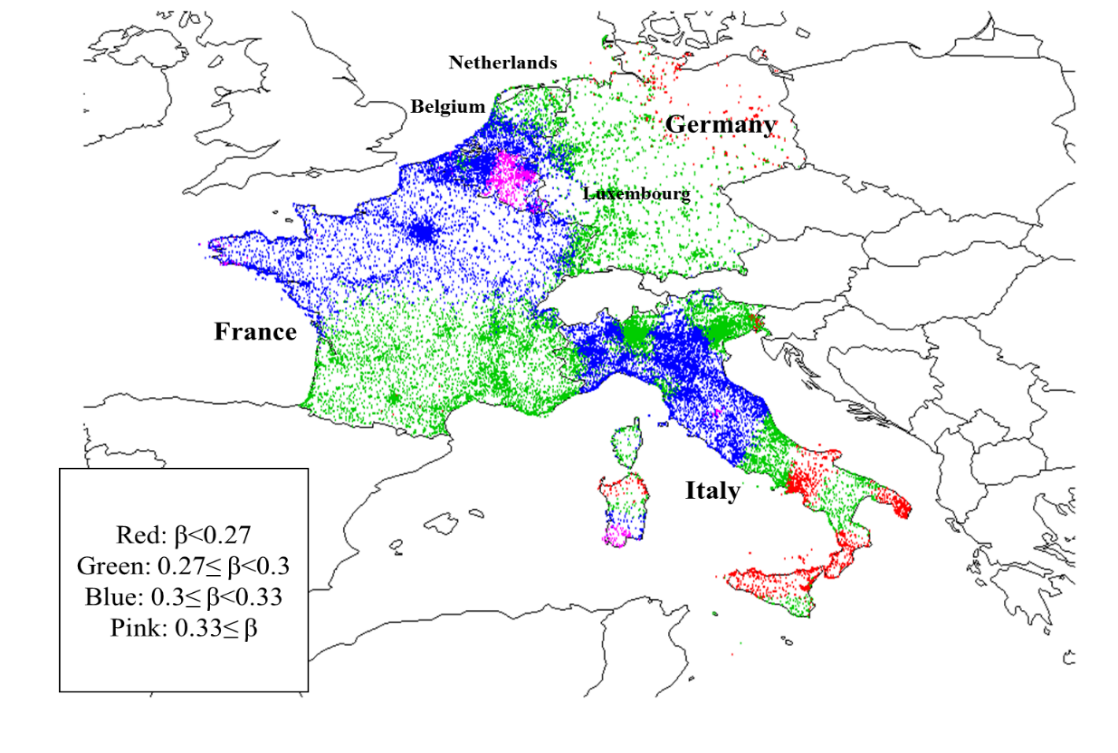 Netherlands
Belgium
Germany
Luxembourg
France
Italy
Red: β<0.27
Green: 0.27≤ β<0.3
Blue: 0.3≤ β<0.33
Pink: 0.33≤ β